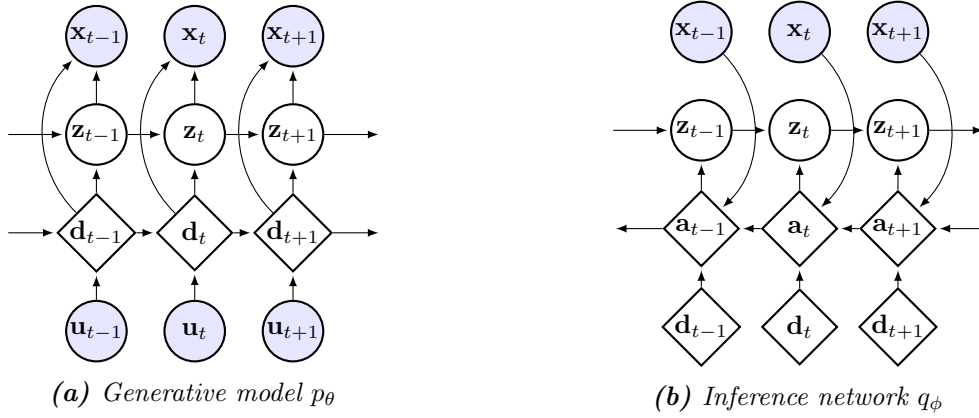 x_{t−1} x_t x_{t+1} x_{t−1} x_t x_{t+1}
z_{t−1} z_t z_{t+1} z_{t−1} z_t z_{t+1}
d_{t−1} d_t d_{t+1} a_{t−1} a_t a_{t+1}
u_{t−1} u_t u_{t+1} d_{t−1} d_t d_{t+1}
(a) Generative model p_θ
(b) Inference network q_ϕ